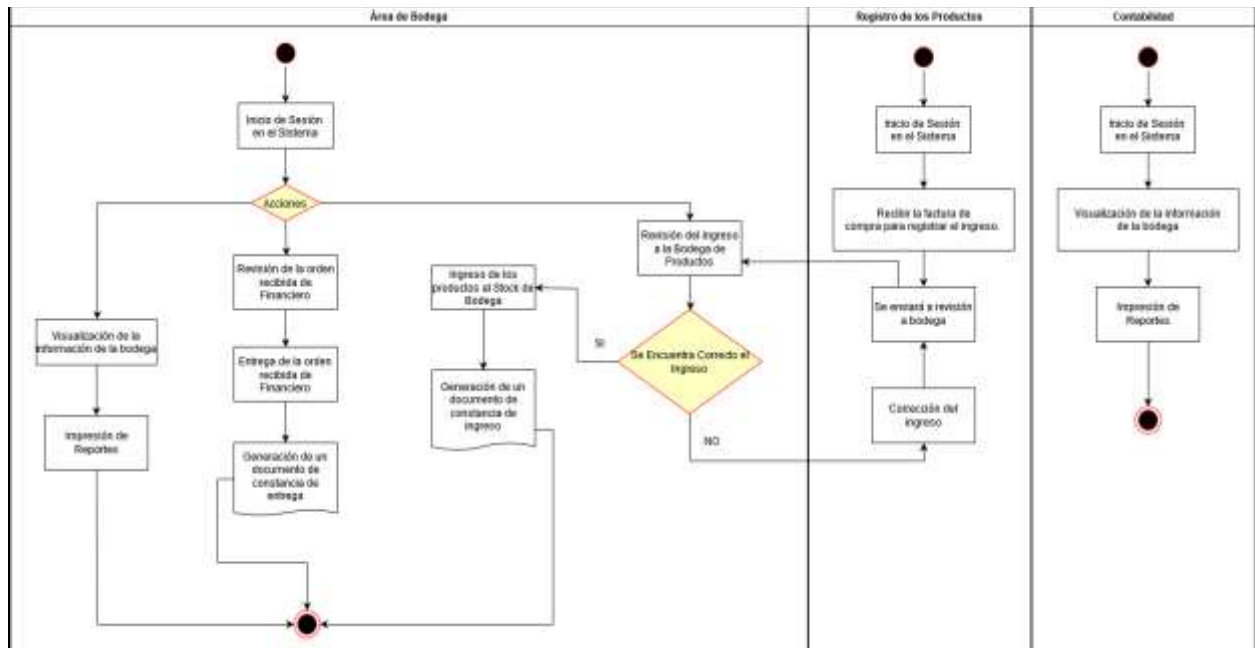 Área de Bodega
Registro de los Productos
Contabilidad
Inicio de Sesión
en el Sistema
Acciones
Visualización de la
información de la bodega
Impresión de
Reportes
Revisión de la orden
recibida de
Financiero
Entrega de la orden
recibida de
Financiero
Generación de un
documento de
constancia de
entrega
Ingreso de los
productos al Stock de
Bodega
Generación de un
documento de
constancia de
ingreso
Revisión del ingreso
a la Bodega de
Productos
SI
Se Encuentra Correcto el
Ingreso
NO
Inicio de Sesión
en el Sistema
Recibir la factura de
compra para registrar el ingreso.
Se enviará a revisión
a bodega
Corrección del
ingreso
Inicio de Sesión
en el Sistema
Visualización de la información
de la bodega
Impresión de
Reportes